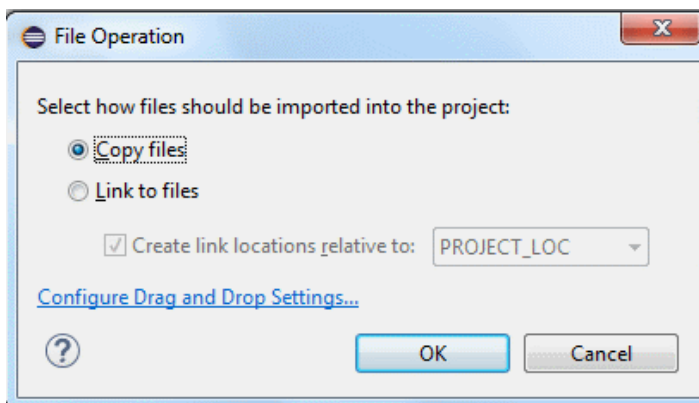 File Operation
Select how files should be imported into the project:
Copy files
Link to files
Create link locations relative to: PROJECT_LOC
Configure Drag and Drop Settings...
? OK Cancel